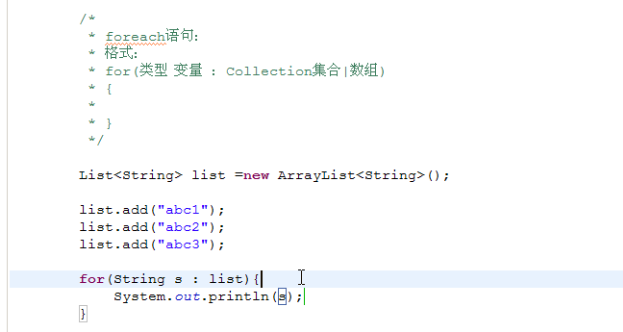 /*
* foreach语句:
* 格式:
* for(类型 变量 : Collection集合|数组)
* {
*
* }
*/
List<String> list =new ArrayList<String>();
list.add("abc1");
list.add("abc2");
list.add("abc3");
for(String s : list){
System.out.println(s);
}